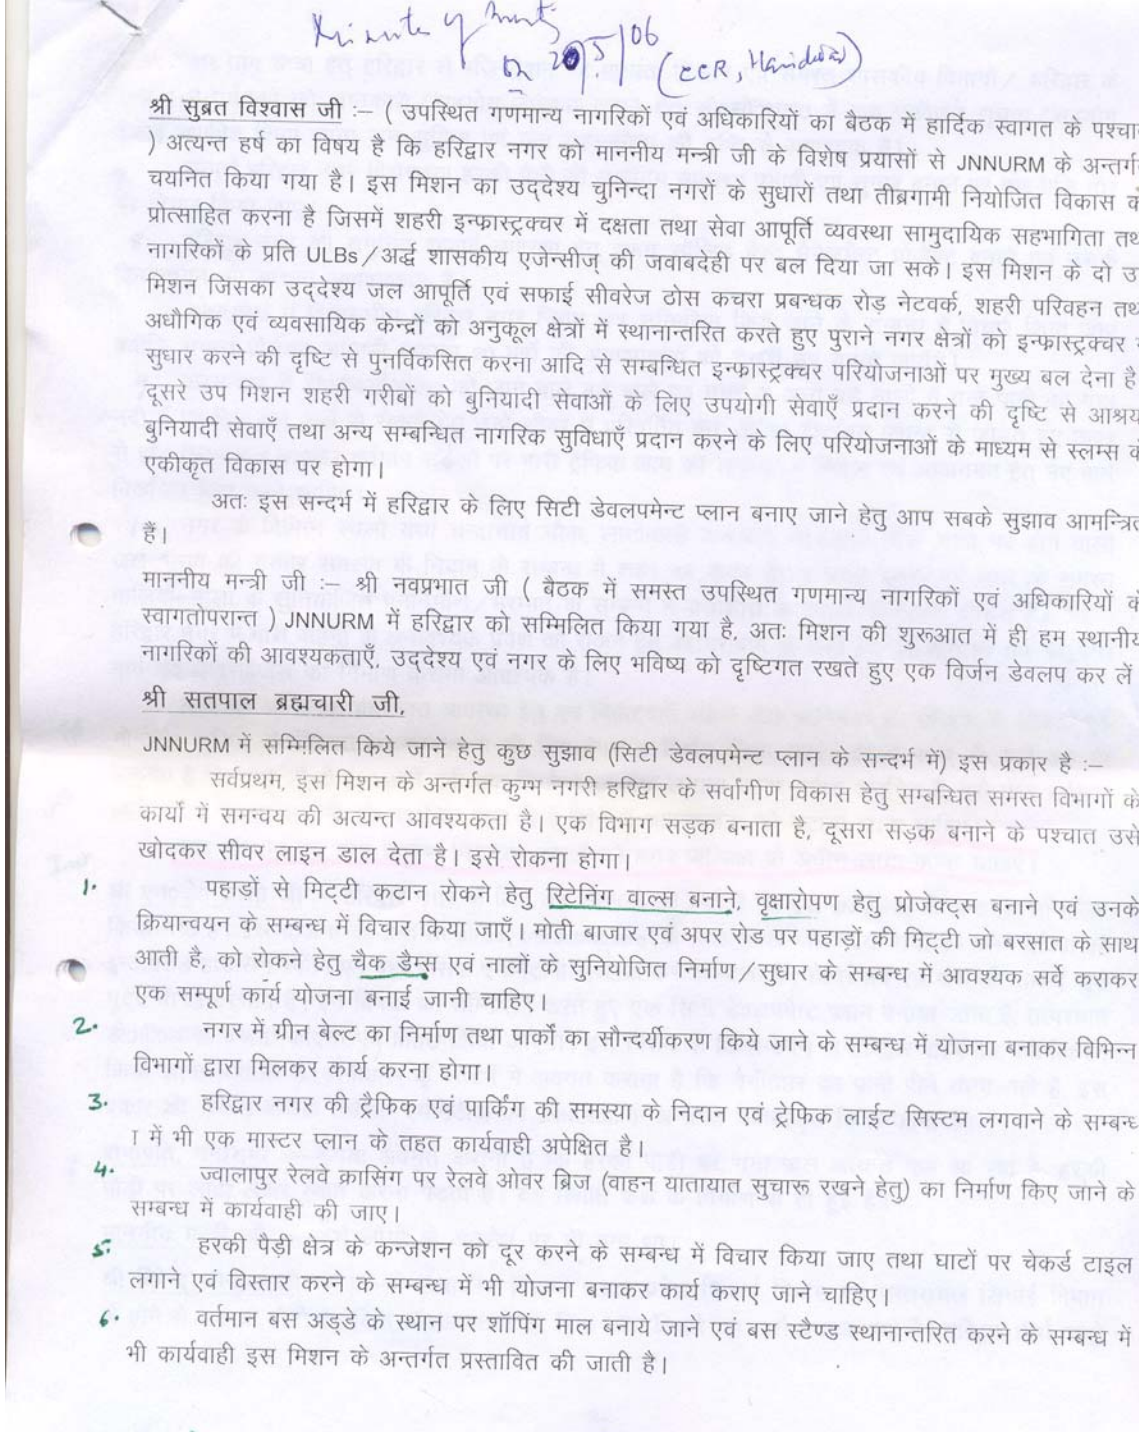 Minute of Meeting
On 20/5/06 (CCR, Haridwar)
श्री सुब्रत विश्वास जी :– ( उपस्थित गणमान्य नागरिकों एवं अधिकारियों का बैठक में हार्दिक स्वागत के पश्चात
) अत्यन्त हर्ष का विषय है कि हरिद्वार नगर को माननीय मन्त्री जी के विशेष प्रयासों से JNNURM के अन्तर्गत
चयनित किया गया है। इस मिशन का उद्देश्य चुनिन्दा नगरों के सुधारों तथा तीब्रगामी नियोजित विकास को
प्रोत्साहित करना है जिसमें शहरी इन्फ्रास्ट्रक्चर में दक्षता तथा सेवा आपूर्ति व्यवस्था सामुदायिक सहभागिता तथ
नागरिकों के प्रति ULBs/अर्द्ध शासकीय एजेन्सीज् की जवाबदेही पर बल दिया जा सके। इस मिशन के दो उ
मिशन जिसका उद्देश्य जल आपूर्ति एवं सफाई सीवरेज ठोस कचरा प्रबन्धक रोड नेटवर्क, शहरी परिवहन तथ
अधौगिक एवं व्यवसायिक केन्द्रों को अनुकूल क्षेत्रों में स्थानान्तरित करते हुए पुराने नगर क्षेत्रों को इन्फ्रास्ट्रक्चर
सुधार करने की दृष्टि से पुनर्विकसित करना आदि से सम्बन्धित इन्फ्रास्ट्रक्चर परियोजनाओं पर मुख्य बल देना है
दूसरे उप मिशन शहरी गरीबों को बुनियादी सेवाओं के लिए उपयोगी सेवाएँ प्रदान करने की दृष्टि से आश्रय
बुनियादी सेवाएँ तथा अन्य सम्बन्धित नागरिक सुविधाएँ प्रदान करने के लिए परियोजनाओं के माध्यम से स्लम्स के
एकीकृत विकास पर होगा।
अतः इस सन्दर्भ में हरिद्वार के लिए सिटी डेवलपमेन्ट प्लान बनाए जाने हेतु आप सबके सुझाव आमन्त्रित
हैं।
माननीय मन्त्री जी :– श्री नवप्रभात जी ( बैठक में समस्त उपस्थित गणमान्य नागरिकों एवं अधिकारियों के
स्वागतोपरान्त ) JNNURM में हरिद्वार को सम्मिलित किया गया है, अतः मिशन की शुरूआत में ही हम स्थानीय
नागरिकों की आवश्यकताएँ, उद्देश्य एवं नगर के लिए भविष्य को दृष्टिगत रखते हुए एक विर्जन डेवलप कर लें
श्री सतपाल ब्रह्मचारी जी,
JNNURM में सम्मिलित किये जाने हेतु कुछ सुझाव (सिटी डेवलपमेन्ट प्लान के सन्दर्भ में) इस प्रकार है :–
सर्वप्रथम, इस मिशन के अन्तर्गत कुम्भ नगरी हरिद्वार के सर्वागीण विकास हेतु सम्बन्धित समस्त विभागों के
कार्यों में समन्वय की अत्यन्त आवश्यकता है। एक विभाग सड़क बनाता है, दूसरा सड़क बनाने के पश्चात उसे
खोदकर सीवर लाइन डाल देता है। इसे रोकना होगा।
1. पहाड़ों से मिटटी कटान रोकने हेतु रिटेनिंग वाल्स बनाने, वृक्षारोपण हेतु प्रोजेक्ट्स बनाने एवं उनके
क्रियान्वयन के सम्बन्ध में विचार किया जाएँ। मोती बाजार एवं अपर रोड पर पहाड़ों की मिट्टी जो बरसात के साथ
आती है, को रोकने हेतु चैक डैम्स एवं नालों के सुनियोजित निर्माण/सुधार के सम्बन्ध में आवश्यक सर्वे कराकर
एक सम्पूर्ण कार्य योजना बनाई जानी चाहिए।
2. नगर में ग्रीन बेल्ट का निर्माण तथा पार्कों का सौन्दर्यीकरण किये जाने के सम्बन्ध में योजना बनाकर विभिन्न
विभागों द्वारा मिलकर कार्य करना होगा।
3. हरिद्वार नगर की ट्रैफिक एवं पार्किंग की समस्या के निदान एवं ट्रेफिक लाईट सिस्टम लगवाने के सम्बन्ध
ा में भी एक मास्टर प्लान के तहत कार्यवाही अपेक्षित है।
4. ज्वालापुर रेलवे क्रासिंग पर रेलवे ओवर ब्रिज (वाहन यातायात सुचारू रखने हेतु) का निर्माण किए जाने के
सम्बन्ध में कार्यवाही की जाए।
5. हरकी पैड़ी क्षेत्र के कन्जेशन को दूर करने के सम्बन्ध में विचार किया जाए तथा घाटों पर चेकर्ड टाइल
लगाने एवं विस्तार करने के सम्बन्ध में भी योजना बनाकर कार्य कराए जाने चाहिए।
6. वर्तमान बस अड्डे के स्थान पर शॉपिंग माल बनाये जाने एवं बस स्टैण्ड स्थानान्तरित करने के सम्बन्ध में
भी कार्यवाही इस मिशन के अन्तर्गत प्रस्तावित की जाती है।